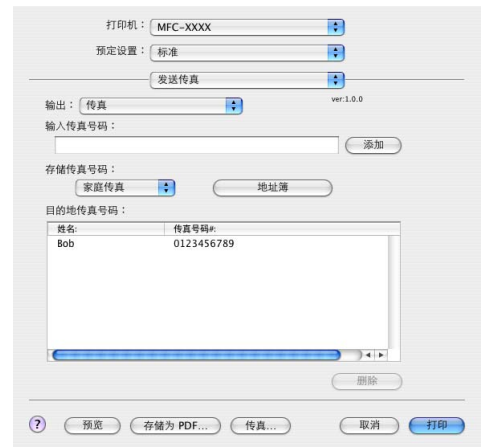 打印机： MFC-XXXX
预定设置： 标准
发送传真
输出： 传真 ver:1.0.0
输入传真号码：
添加
存储传真号码：
家庭传真 地址簿
目的地传真号码：
姓名: 传真号码#:
Bob 0123456789
删除
? 预览 存储为 PDF... 传真... 取消 打印